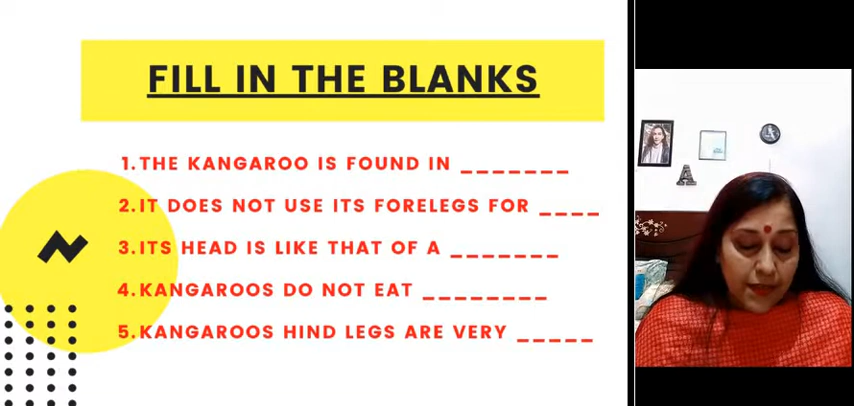 FILL IN THE BLANKS
1. THE KANGAROO IS FOUND IN _______
2. IT DOES NOT USE ITS FORELEGS FOR ____
3. ITS HEAD IS LIKE THAT OF A _______
4. KANGAROOS DO NOT EAT ________
5. KANGAROOS HIND LEGS ARE VERY _____
A